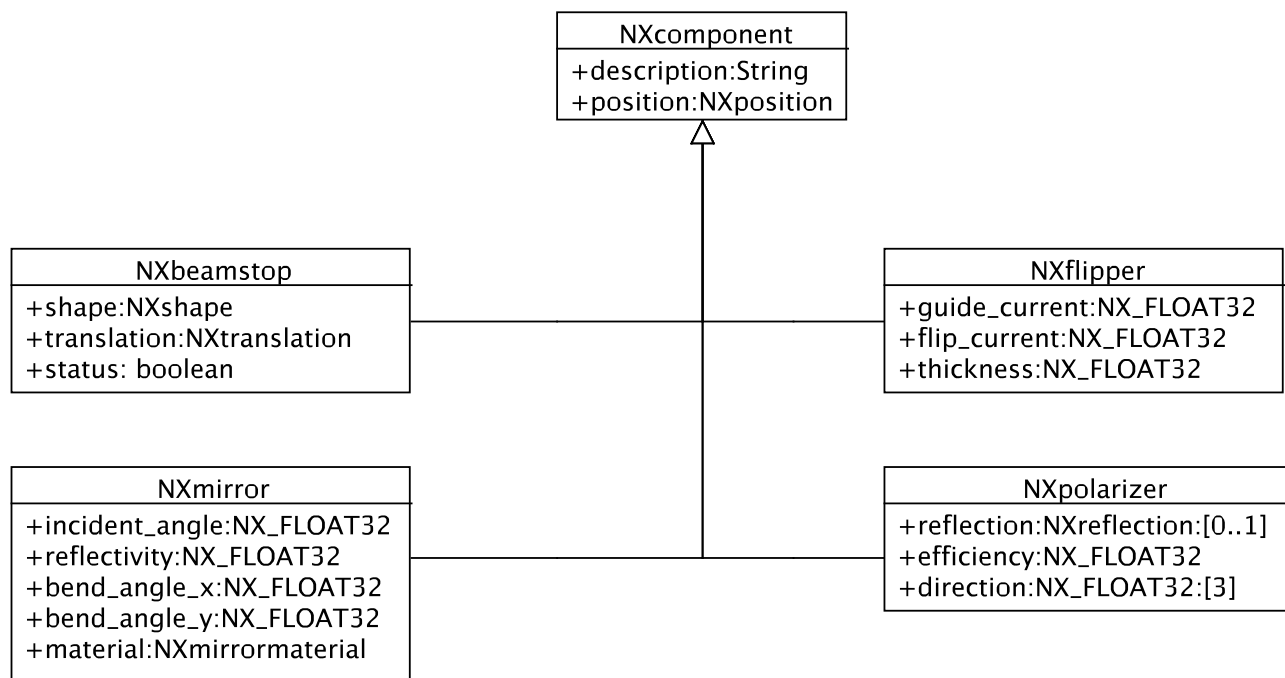 NXcomponent
+description:String
+position:NXposition
NXbeamstop
+shape:NXshape
+translation:NXtranslation
+status: boolean
NXflipper
+guide_current:NX_FLOAT32
+flip_current:NX_FLOAT32
+thickness:NX_FLOAT32
NXmirror
+incident_angle:NX_FLOAT32
+reflectivity:NX_FLOAT32
+bend_angle_x:NX_FLOAT32
+bend_angle_y:NX_FLOAT32
+material:NXmirrormaterial
NXpolarizer
+reflection:NXreflection:[0..1]
+efficiency:NX_FLOAT32
+direction:NX_FLOAT32:[3]